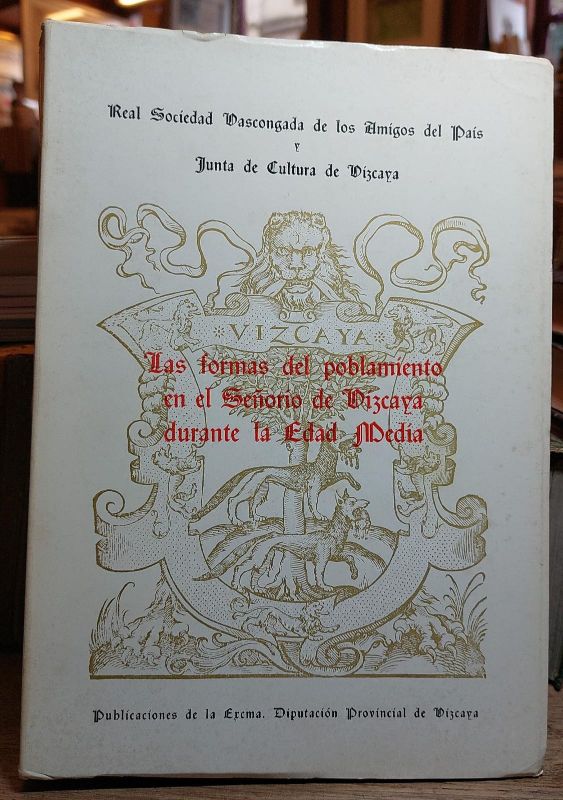 Real Sociedad Vascongada de los Amigos del País
y
Junta de Cultura de Vizcaya
VIZCAYA
Las formas del poblamiento
en el Señorio de Vizcaya
durante la Edad Media
Publicaciones de la Excma. Diputación Provincial de Vizcaya